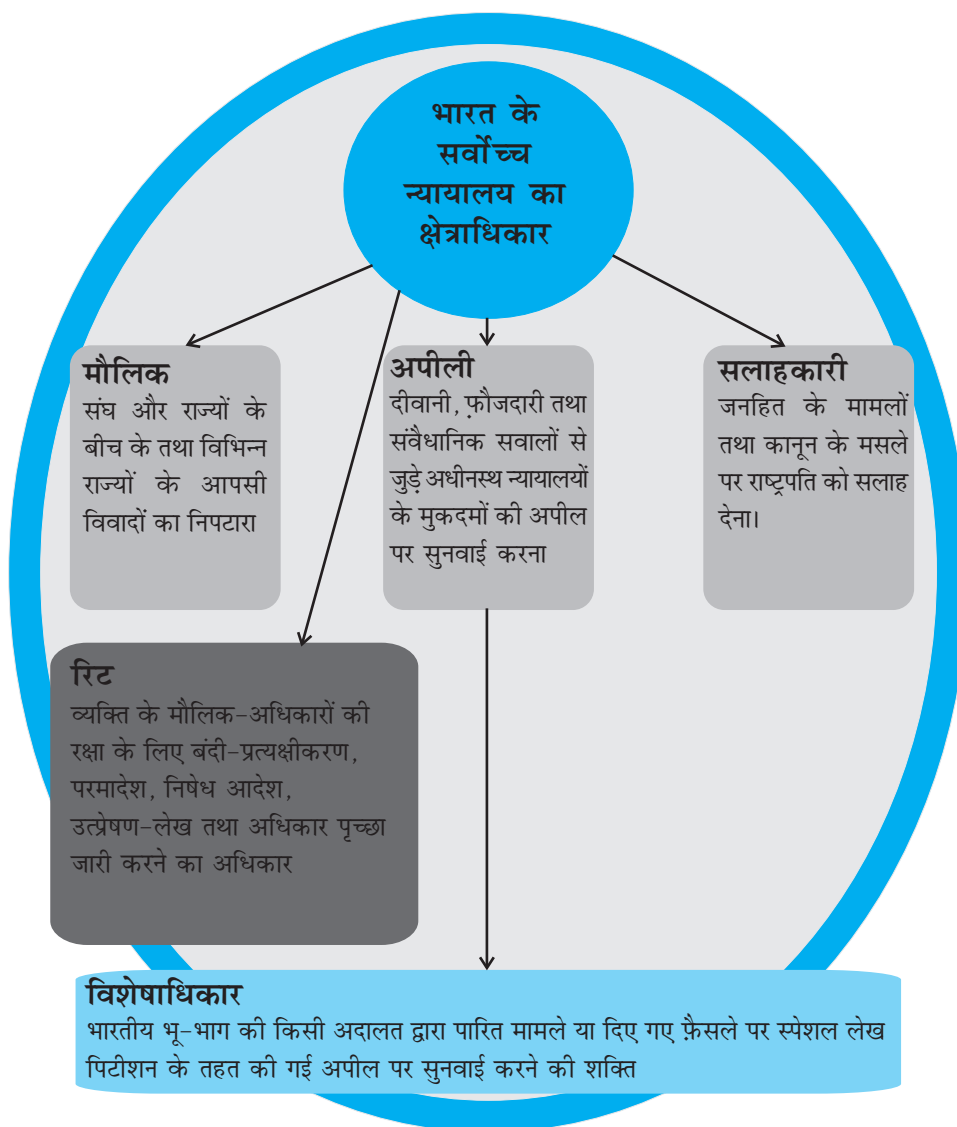 भारत के
सर्वोच्च
न्यायालय का
क्षेत्राधिकार
मौलिक
संघ और राज्यों के
बीच के तथा विभिन्न
राज्यों के आपसी
विवादों का निपटारा
अपीली
दीवानी, फ़ौजदारी तथा
संवैधानिक सवालों से
जुड़े अधीनस्थ न्यायालयों
के मुकदमों की अपील
पर सुनवाई करना
सलाहकारी
जनहित के मामलों
तथा कानून के मसले
पर राष्ट्रपति को सलाह
देना।
रिट
व्यक्ति के मौलिक-अधिकारों की
रक्षा के लिए बंदी-प्रत्यक्षीकरण,
परमादेश, निषेध आदेश,
उत्प्रेषण-लेख तथा अधिकार पृच्छा
जारी करने का अधिकार
विशेषाधिकार
भारतीय भू-भाग की किसी अदालत द्वारा पारित मामले या दिए गए फ़ैसले पर स्पेशल लेख
पिटीशन के तहत की गई अपील पर सुनवाई करने की शक्ति